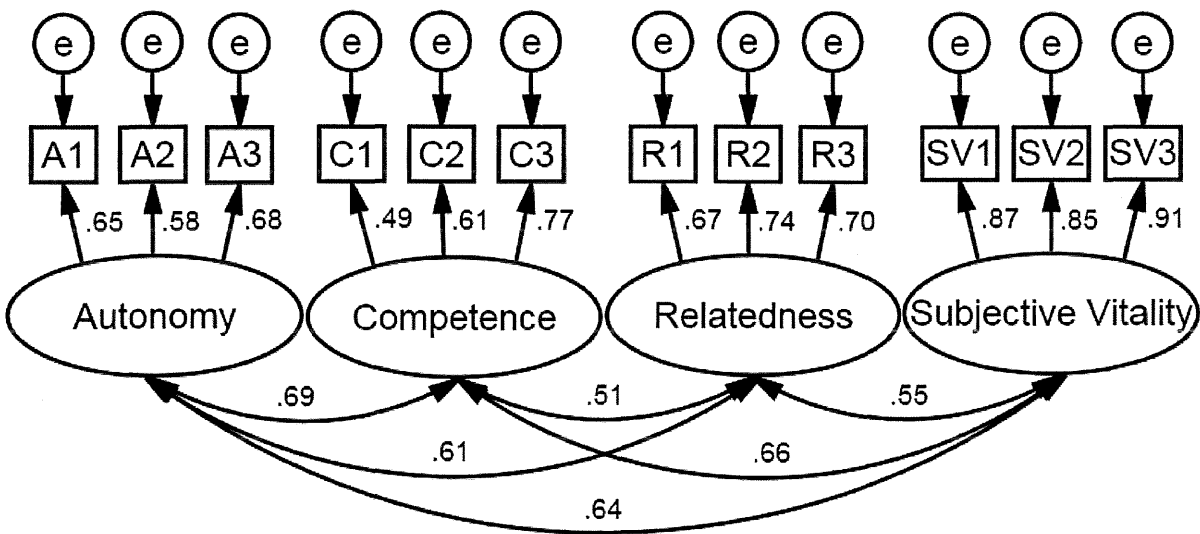 e e e e e e e e e e e e
A1 A2 A3 C1 C2 C3 R1 R2 R3 SV1 SV2 SV3
.65 .58 .68 .49 .61 .77 .67 .74 .70 .87 .85 .91
Autonomy Competence Relatedness Subjective Vitality
.69 .51 .55
.61 .66
.64